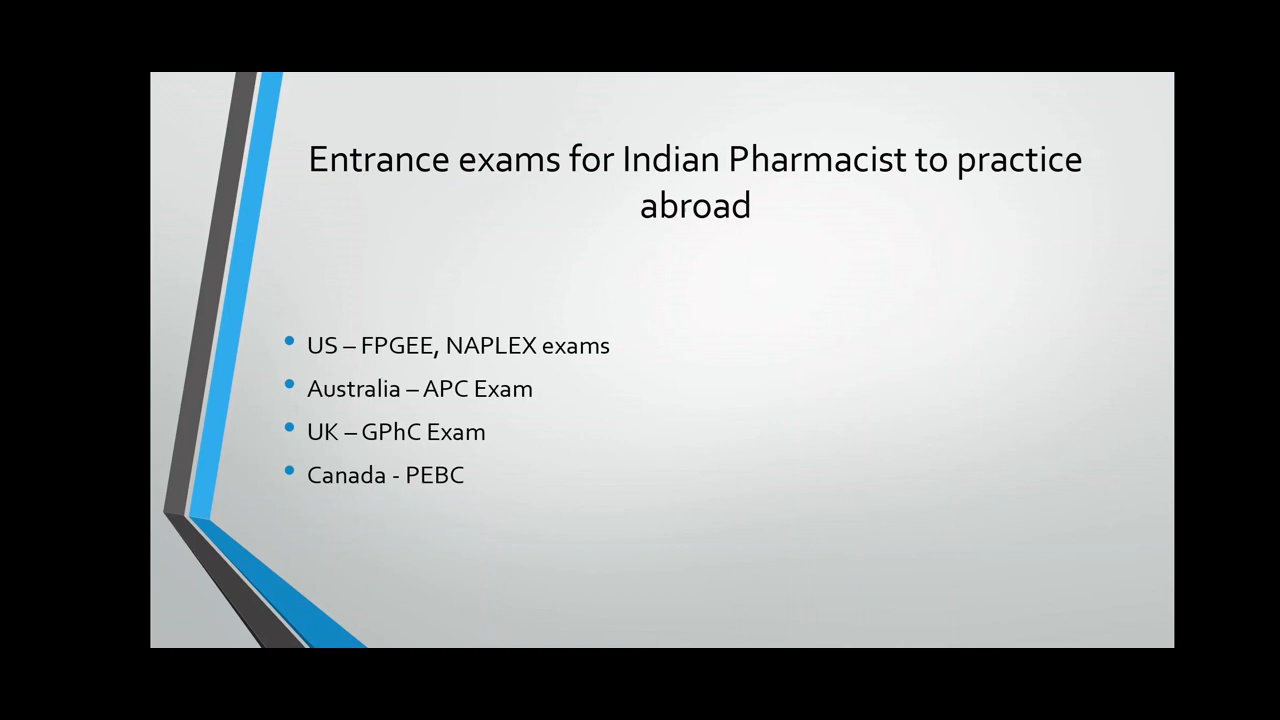 Entrance exams for Indian Pharmacist to practice
abroad
• US – FPGEE, NAPLEX exams
• Australia – APC Exam
• UK – GPhC Exam
• Canada - PEBC